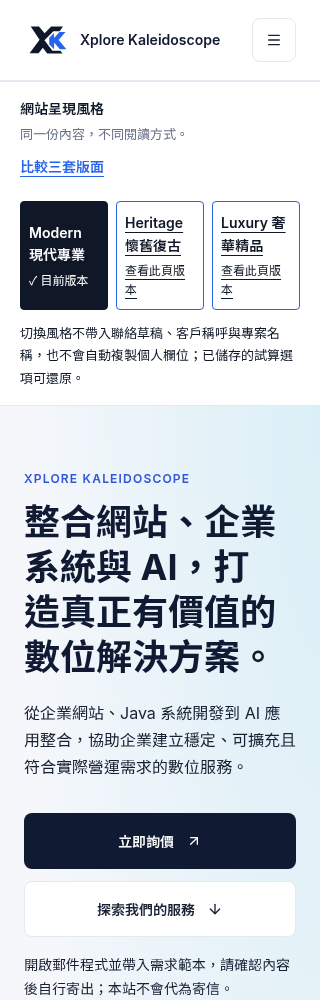 Xplore Kaleidoscope
網站呈現風格
同一份內容，不同閱讀方式。
比較三套版面
Modern
現代專業
✓ 目前版本
Heritage
懷舊復古
查看此頁版
本
Luxury 奢
華精品
查看此頁版
本
切換風格不帶入聯絡草稿、客戶稱呼與專案名
稱，也不會自動複製個人欄位；已儲存的試算選
項可還原。
XPLORE KALEIDOSCOPE
整合網站、企業
系統與 AI，打
造真正有價值的
數位解決方案。
從企業網站、Java 系統開發到 AI 應
用整合，協助企業建立穩定、可擴充且
符合實際營運需求的數位服務。
立即詢價
探索我們的服務
開啟郵件程式並帶入需求範本，請確認內容
後自行寄出；本站不會代為寄信。